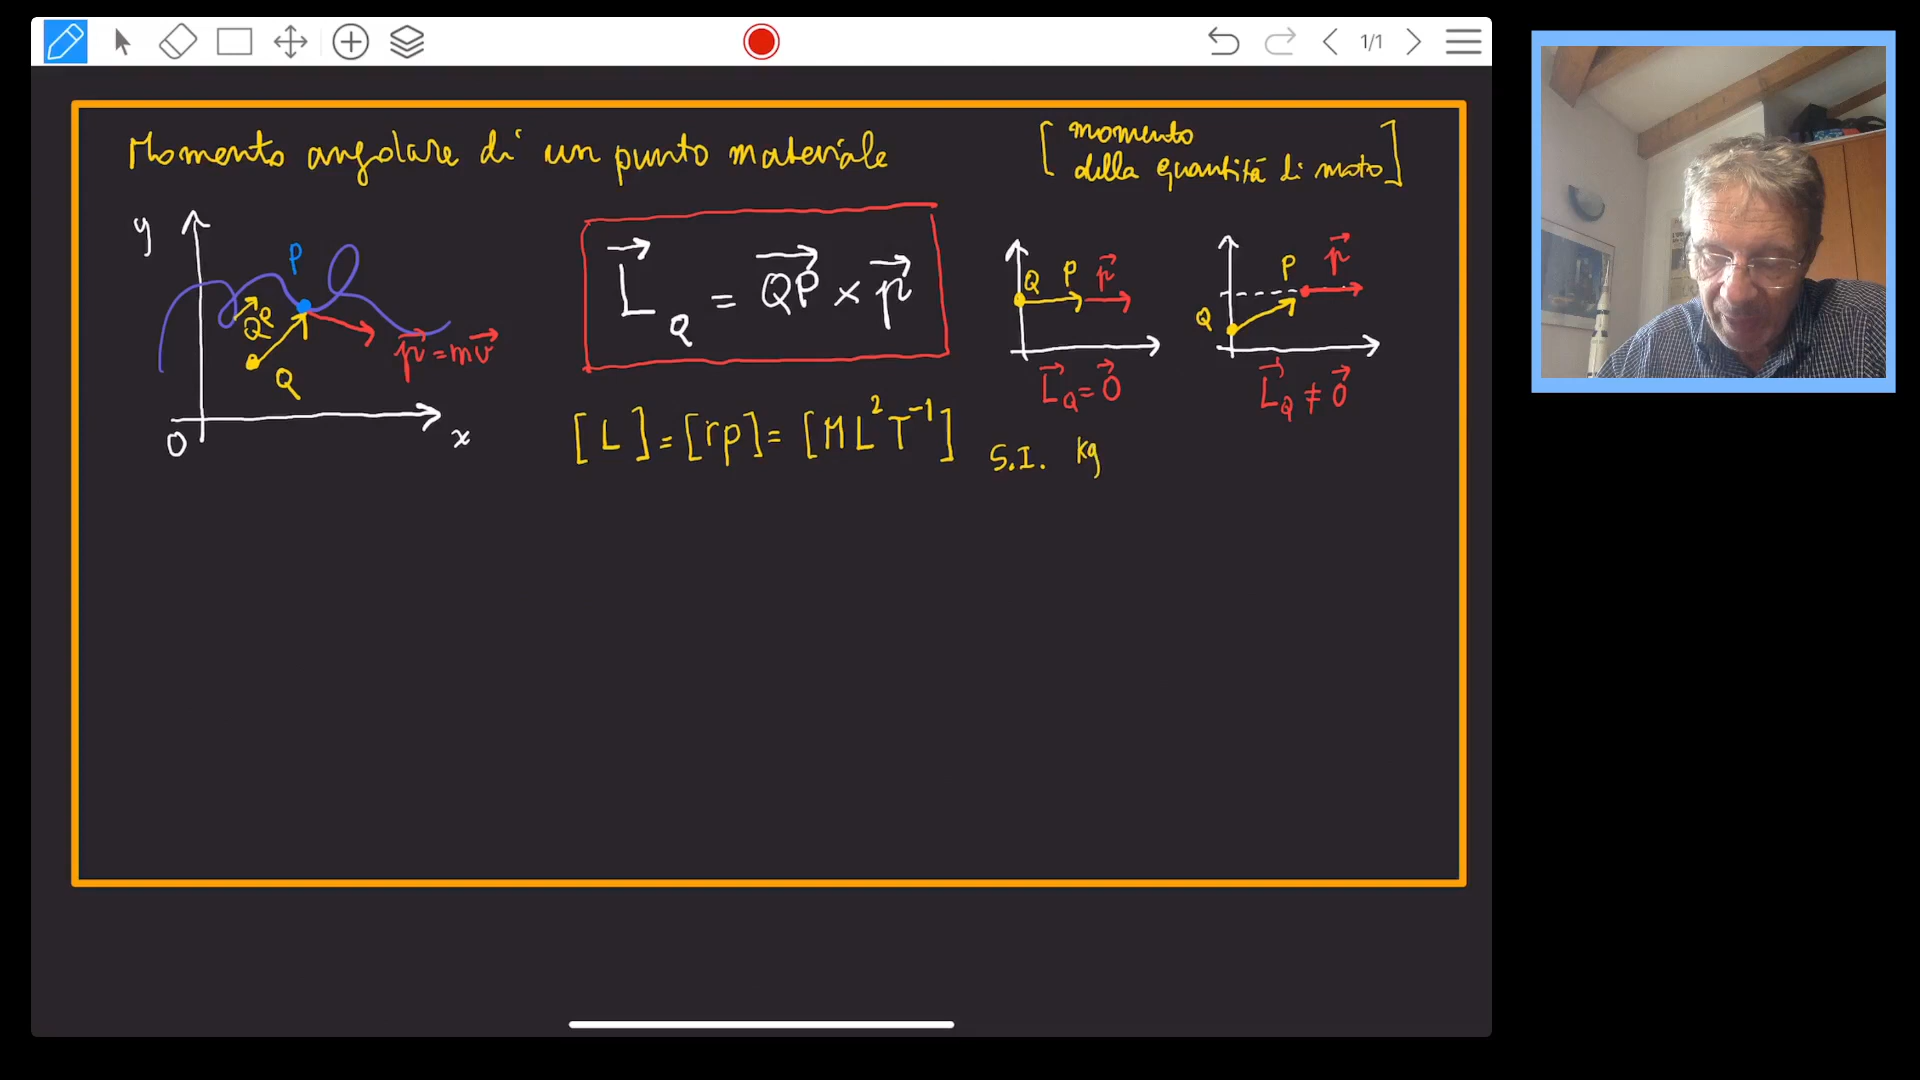 1/1
Momento angolare di un punto materiale
[momento
della quantità di moto]
y
P
QP
Q
p = mv
O
x
L_Q = QP × p
Q P p
L_Q = 0
P p
Q
L_Q ≠ 0
[L] = [rp] = [ML²T⁻¹] S.I. kg